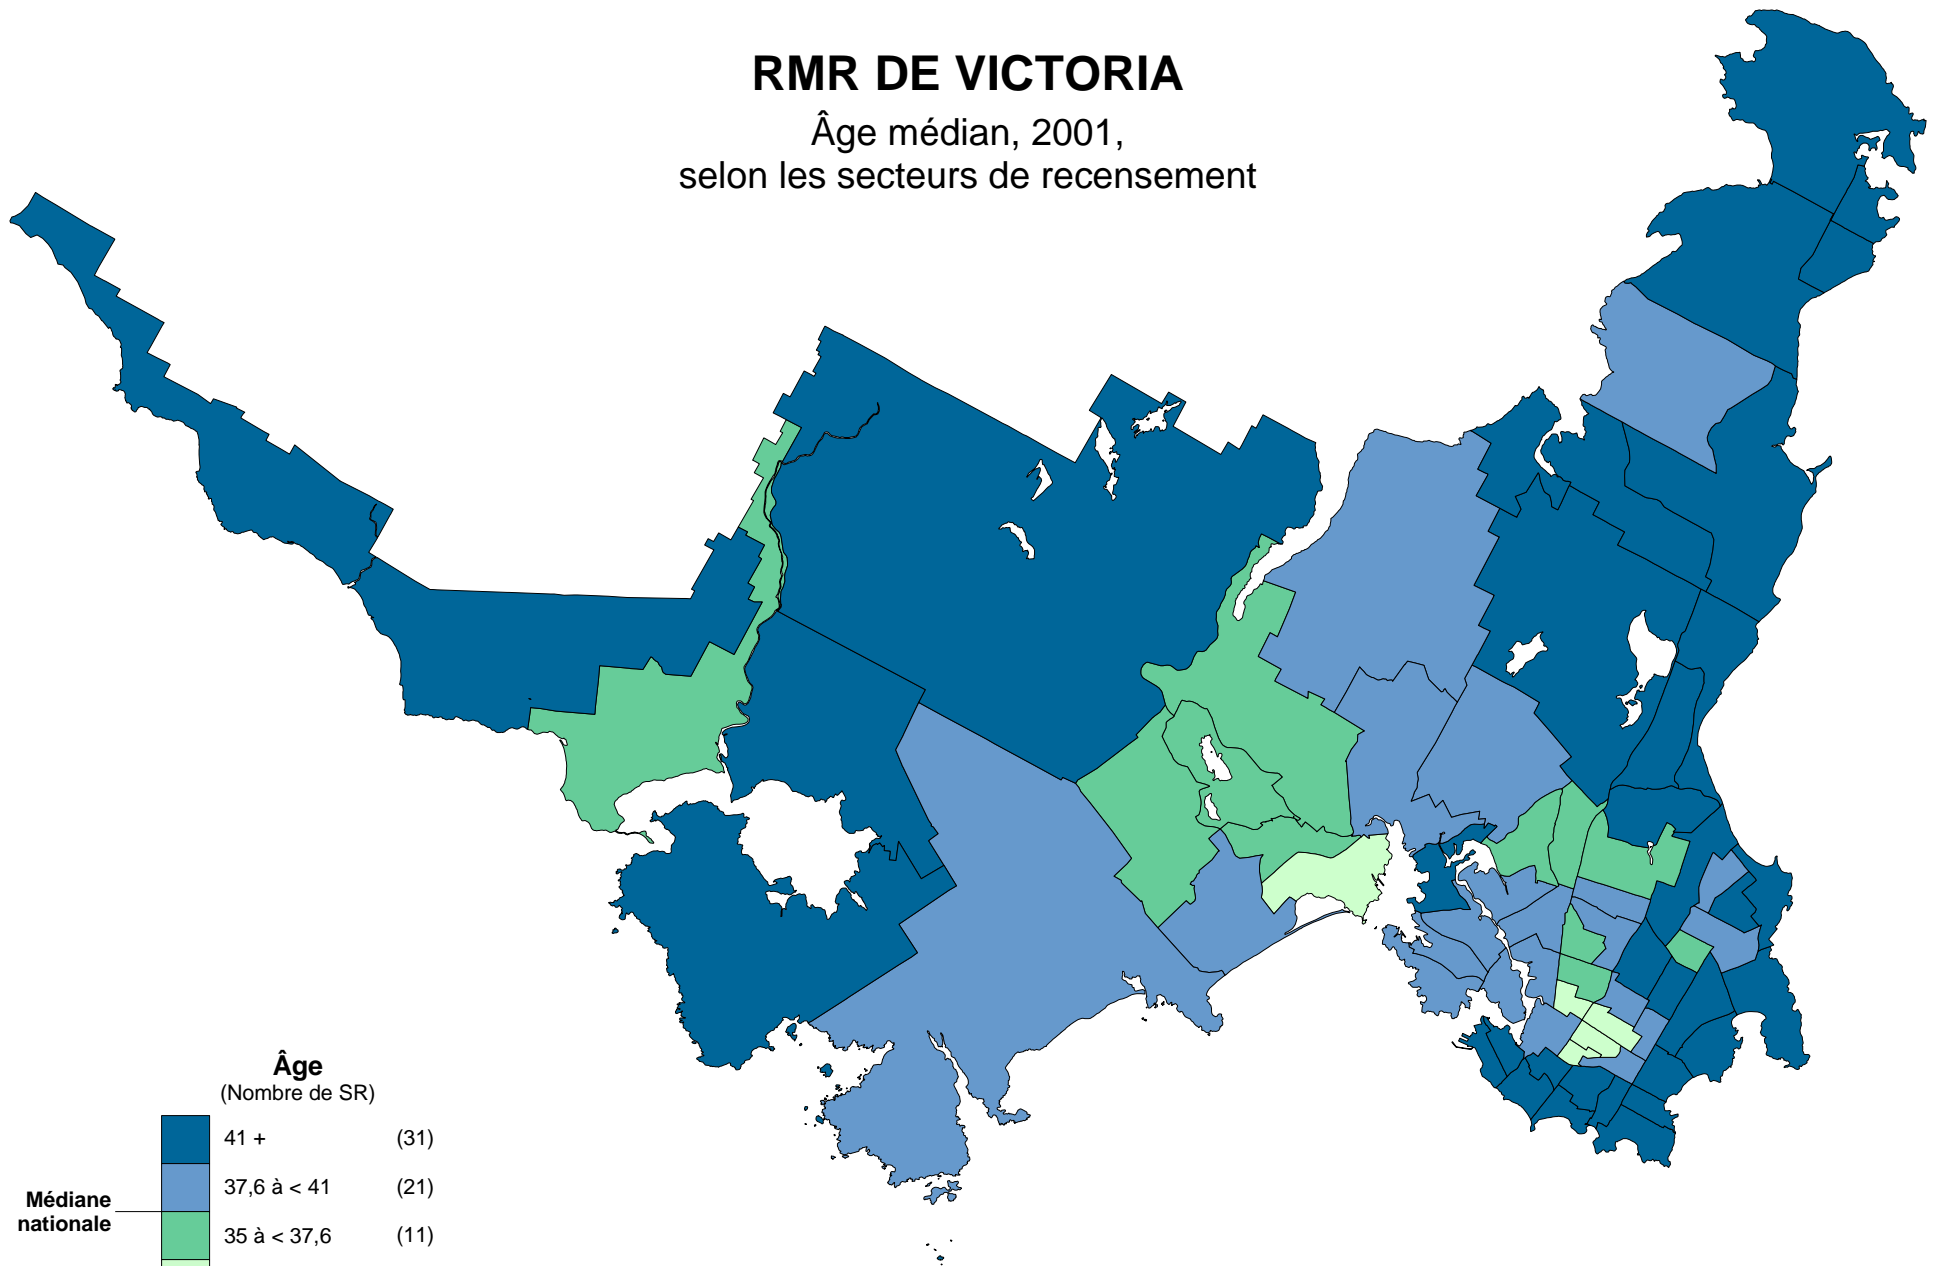 RMR DE VICTORIA
Âge médian, 2001,
selon les secteurs de recensement
Âge
(Nombre de SR)
41 + (31)
37,6 à < 41 (21)
Médiane
nationale
35 à < 37,6 (11)